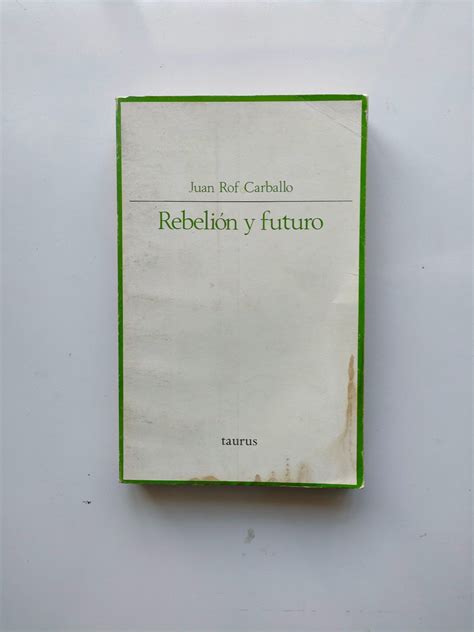 Juan Rof Carballo
Rebelión y futuro
taurus